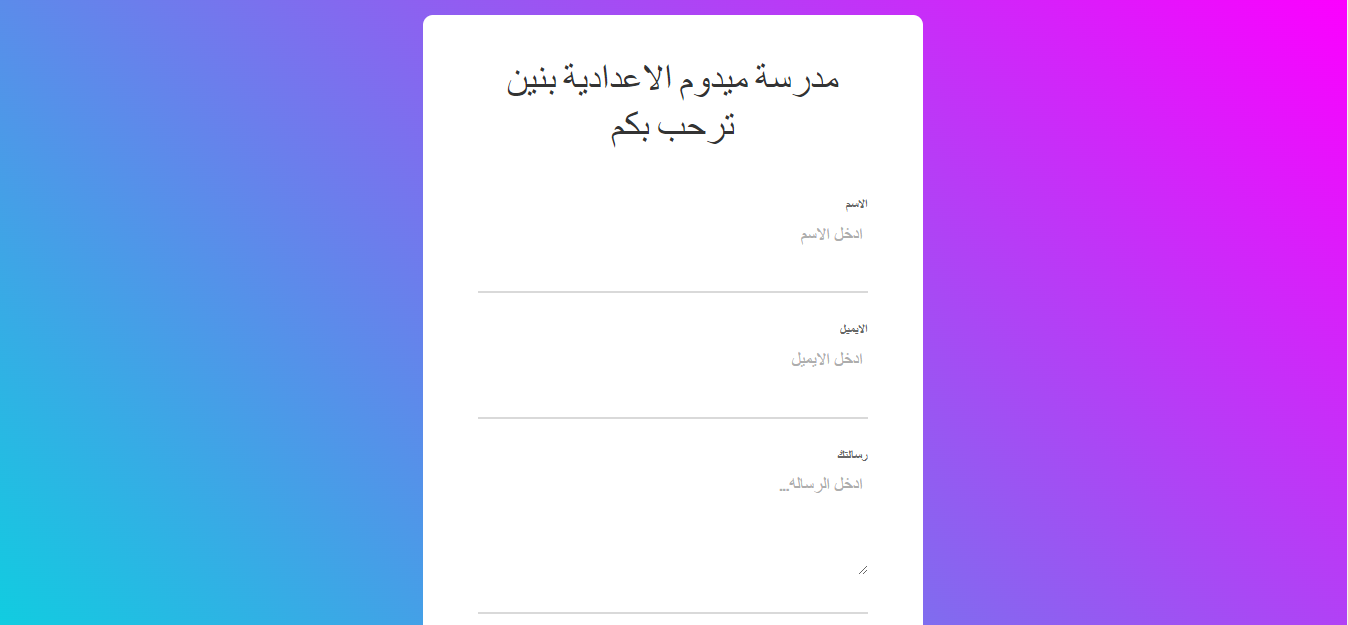 مدرسة ميدوم الاعدادية بنين
ترحب بكم
الاسم
ادخل الاسم
الايميل
ادخل الايميل
رسالتك
ادخل الرساله...